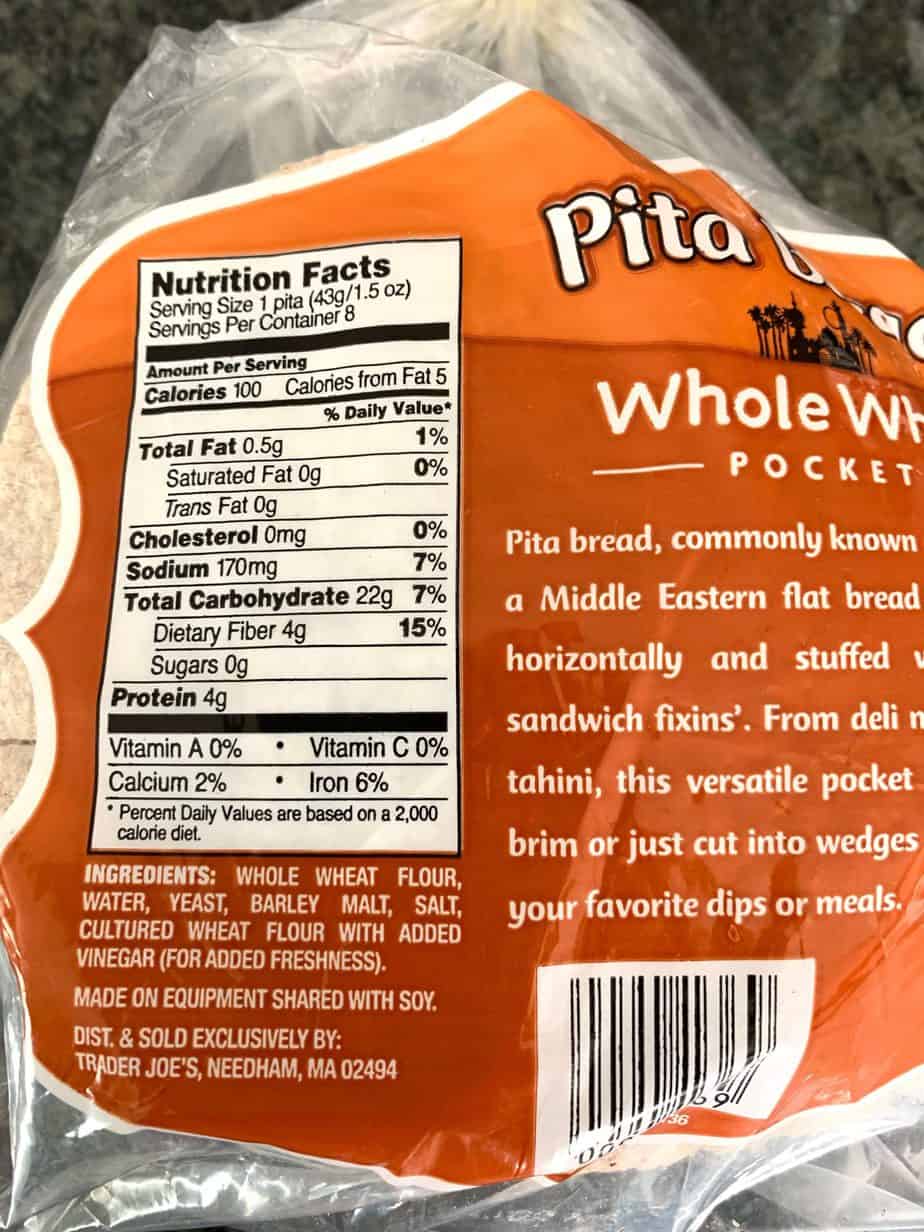 Nutrition Facts
Serving Size 1 pita (43g/1.5 oz)
Servings Per Container 8
Amount Per Serving
Calories 100 Calories from Fat 5
% Daily Value*
Total Fat 0.5g 1%
Saturated Fat 0g 0%
Trans Fat 0g
Cholesterol 0mg 0%
Sodium 170mg 7%
Total Carbohydrate 22g 7%
Dietary Fiber 4g 15%
Sugars 0g
Protein 4g
Vitamin A 0% • Vitamin C 0%
Calcium 2% • Iron 6%
* Percent Daily Values are based on a 2,000
calorie diet.
INGREDIENTS: WHOLE WHEAT FLOUR,
WATER, YEAST, BARLEY MALT, SALT,
CULTURED WHEAT FLOUR WITH ADDED
VINEGAR (FOR ADDED FRESHNESS).
MADE ON EQUIPMENT SHARED WITH SOY.
DIST. & SOLD EXCLUSIVELY BY:
TRADER JOE'S, NEEDHAM, MA 02494
Pita
Whole Wh
POCKET
Pita bread, commonly known
a Middle Eastern flat bread
horizontally and stuffed
sandwich fixins'. From deli
tahini, this versatile pocket
brim or just cut into wedges
your favorite dips or meals.